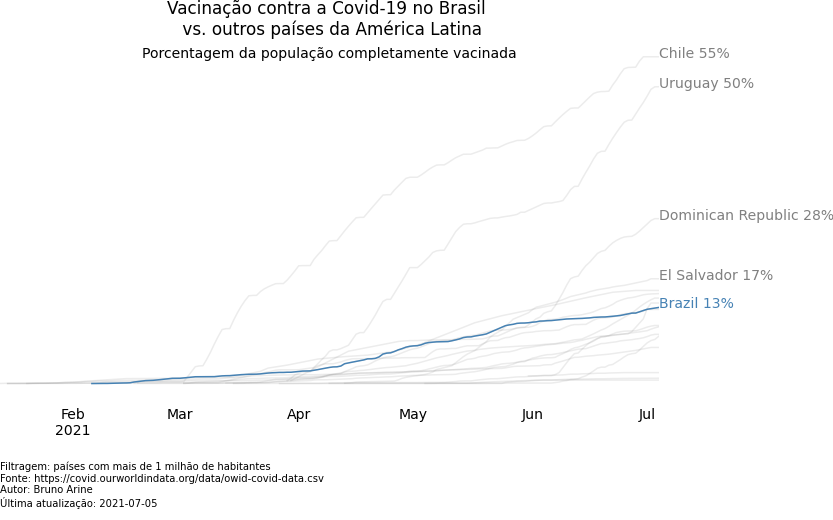 Vacinação contra a Covid-19 no Brasil
vs. outros países da América Latina
Porcentagem da população completamente vacinada
Chile 55%
Uruguay 50%
Dominican Republic 28%
El Salvador 17%
Brazil 13%
Feb Mar Apr May Jun Jul
2021
Filtragem: países com mais de 1 milhão de habitantes
Fonte: https://covid.ourworldindata.org/data/owid-covid-data.csv
Autor: Bruno Arine
Última atualização: 2021-07-05